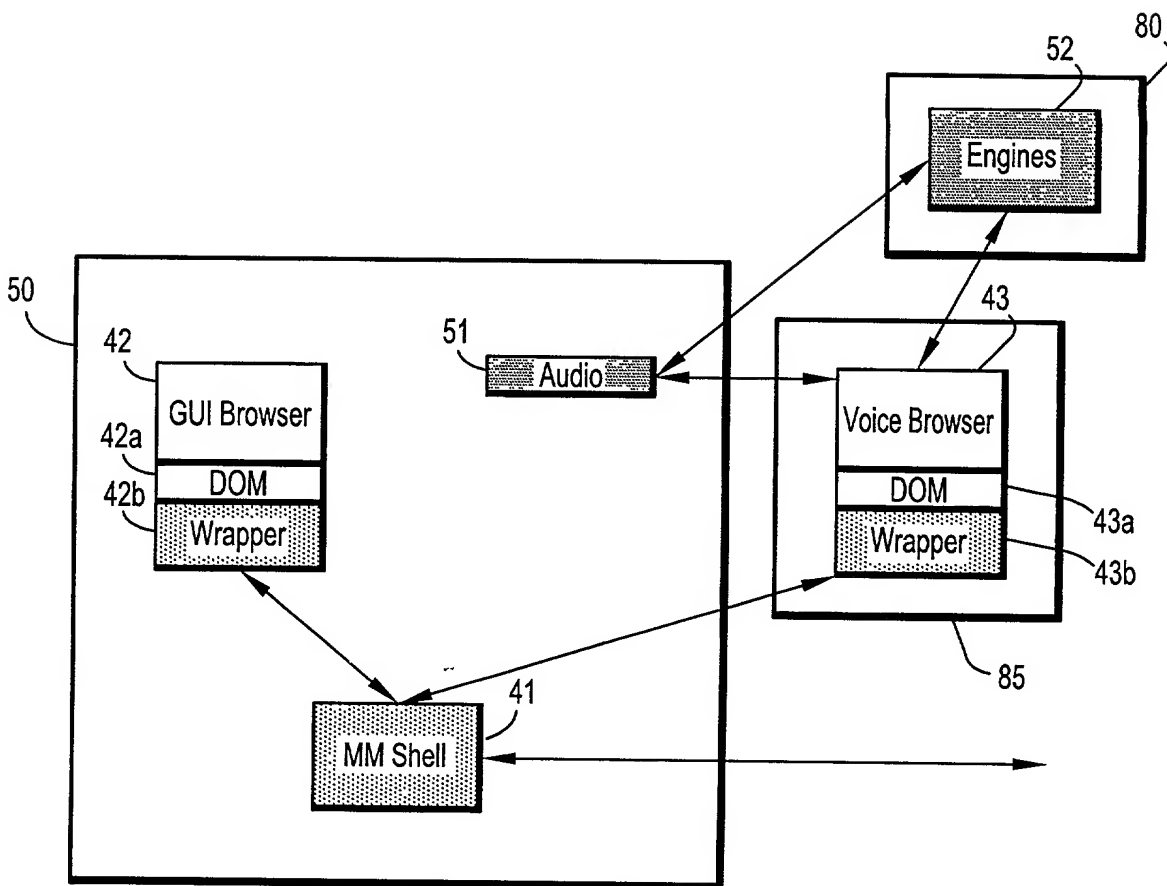 80
52
Engines
50
42
GUI Browser
42a
DOM
42b
Wrapper
51
Audio
43
Voice Browser
DOM
43a
Wrapper
43b
85
41
MM Shell